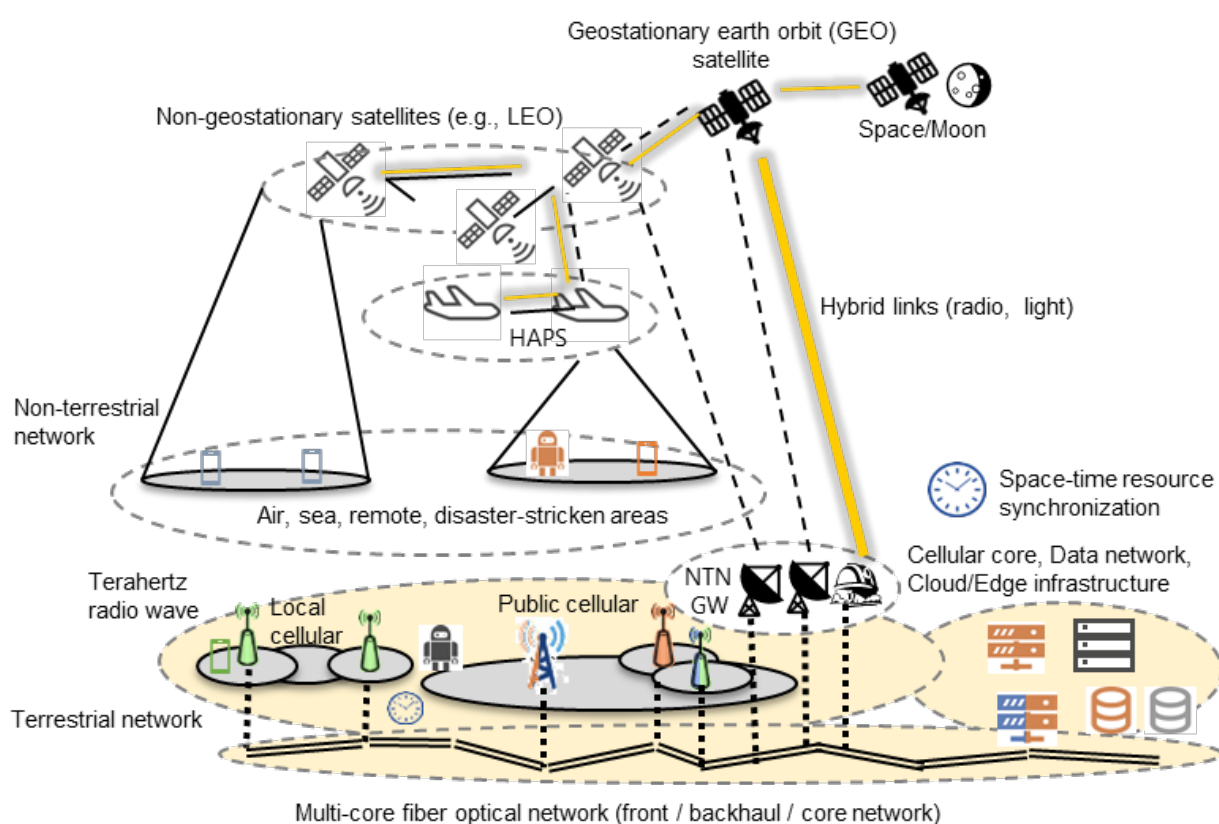 Geostationary earth orbit (GEO)
satellite
Non-geostationary satellites (e.g., LEO)
Space/Moon
Hybrid links (radio, light)
HAPS
Non-terrestrial
network
Space-time resource
synchronization
Air, sea, remote, disaster-stricken areas
Cellular core, Data network,
Cloud/Edge infrastructure
NTN
GW
Terahertz
radio wave
Local
cellular
Public cellular
Terrestrial network
Multi-core fiber optical network (front / backhaul / core network)